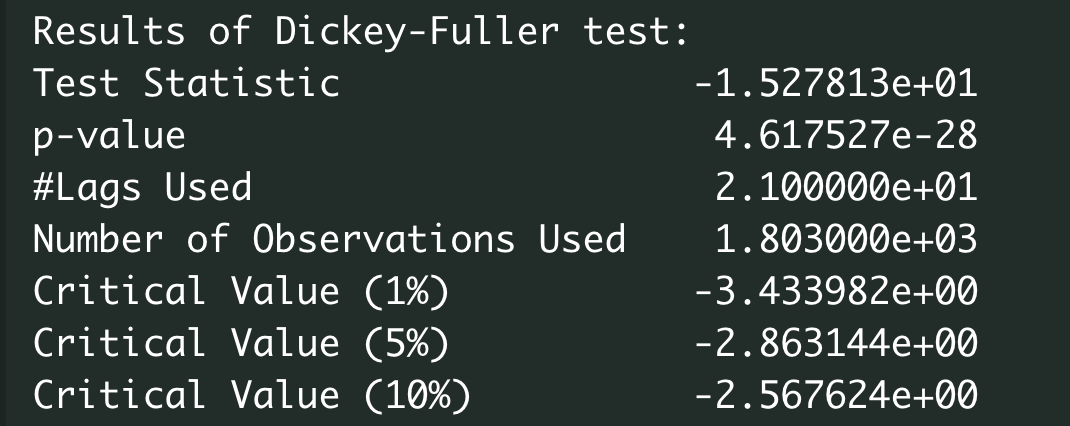 Results of Dickey-Fuller test:
Test Statistic -1.527813e+01
p-value 4.617527e-28
#Lags Used 2.100000e+01
Number of Observations Used 1.803000e+03
Critical Value (1%) -3.433982e+00
Critical Value (5%) -2.863144e+00
Critical Value (10%) -2.567624e+00